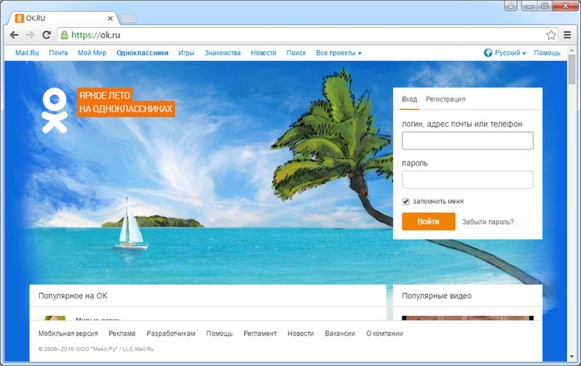 OK.RU
https://ok.ru
Mail.Ru Почта Мой Мир Одноклассники Игры Знакомства Новости Поиск Все проекты Русский Помощь
ЯРКОЕ ЛЕТО
НА ОДНОКЛАССНИКАХ
Вход Регистрация
логин, адрес почты или телефон
пароль
запомнить меня
Войти Забыли пароль?
Популярное на ОК Популярные видео
Мобильная версия Реклама Разработчикам Помощь Регламент Новости Вакансии О компании
© 2006–2016 ООО "Мэйл.Ру" / LLC Mail.Ru